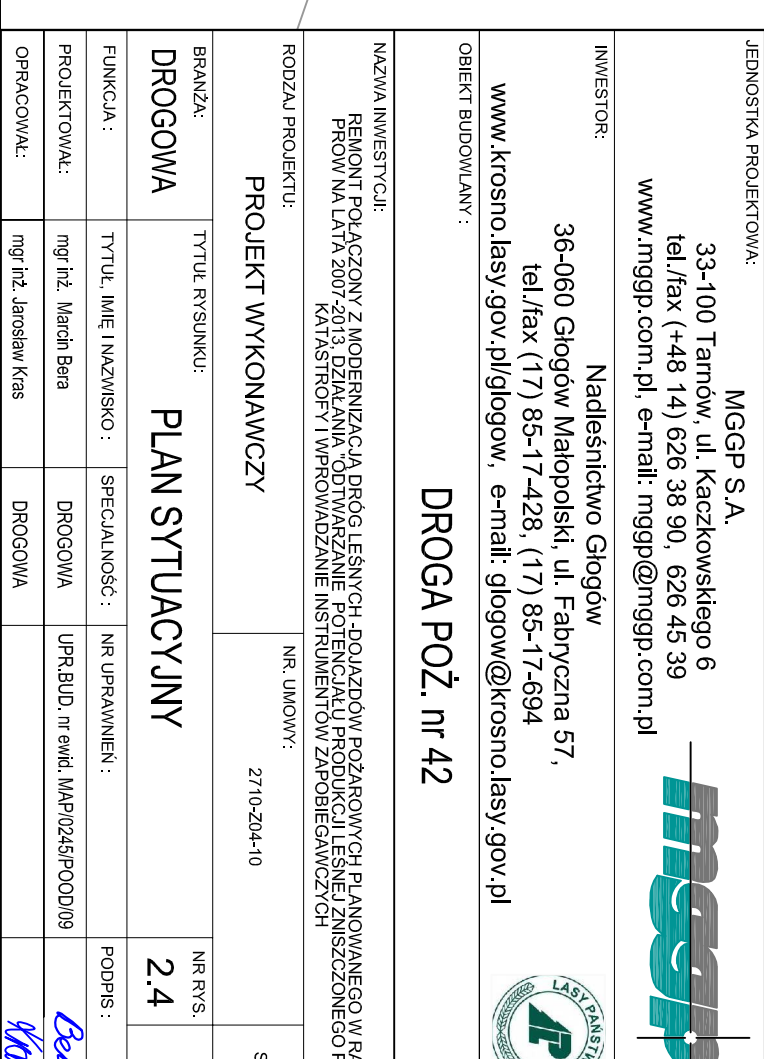 JEDNOSTKA PROJEKTOWA:
MGGP S.A.
33-100 Tarnów, ul. Kaczkowskiego 6
tel./fax (+48 14) 626 38 90, 626 45 39
www.mggp.com.pl, e-mail: mggp@mggp.com.pl
mggp
INWESTOR:
Nadleśnictwo Głogów
36-060 Głogów Małopolski, ul. Fabryczna 57,
tel./fax (17) 85-17-428, (17) 85-17-694
www.krosno.lasy.gov.pl/glogow, e-mail: glogow@krosno.lasy.gov.pl
LASY PAŃSTW
OBIEKT BUDOWLANY :
DROGA POŻ. nr 42
NAZWA INWESTYCJI:
REMONT POŁĄCZONY Z MODERNIZACJĄ DRÓG LEŚNYCH -DOJAZDÓW POŻAROWYCH PLANOWANEGO W RA
PROW NA LATA 2007-2013, DZIAŁANIA "ODTWARZANIE POTENCJAŁU PRODUKCJI LEŚNEJ ZNISZCZONEGO P
KATASTROFY I WPROWADZANIE INSTRUMENTÓW ZAPOBIEGAWCZYCH
RODZAJ PROJEKTU:
PROJEKT WYKONAWCZY
NR. UMOWY:
2710-Z04-10
S
BRANŻA:
DROGOWA
TYTUŁ RYSUNKU:
PLAN SYTUACYJNY
NR RYS.
2.4
FUNKCJA : TYTUŁ, IMIĘ I NAZWISKO : SPECJALNOŚĆ : NR UPRAWNIEŃ : PODPIS :
PROJEKTOWAŁ: mgr inż. Marcin Bera DROGOWA UPR.BUD. nr ewid. MAP/0245/POOD/09 Be
OPRACOWAŁ: mgr inż. Jarosław Kras DROGOWA Kra